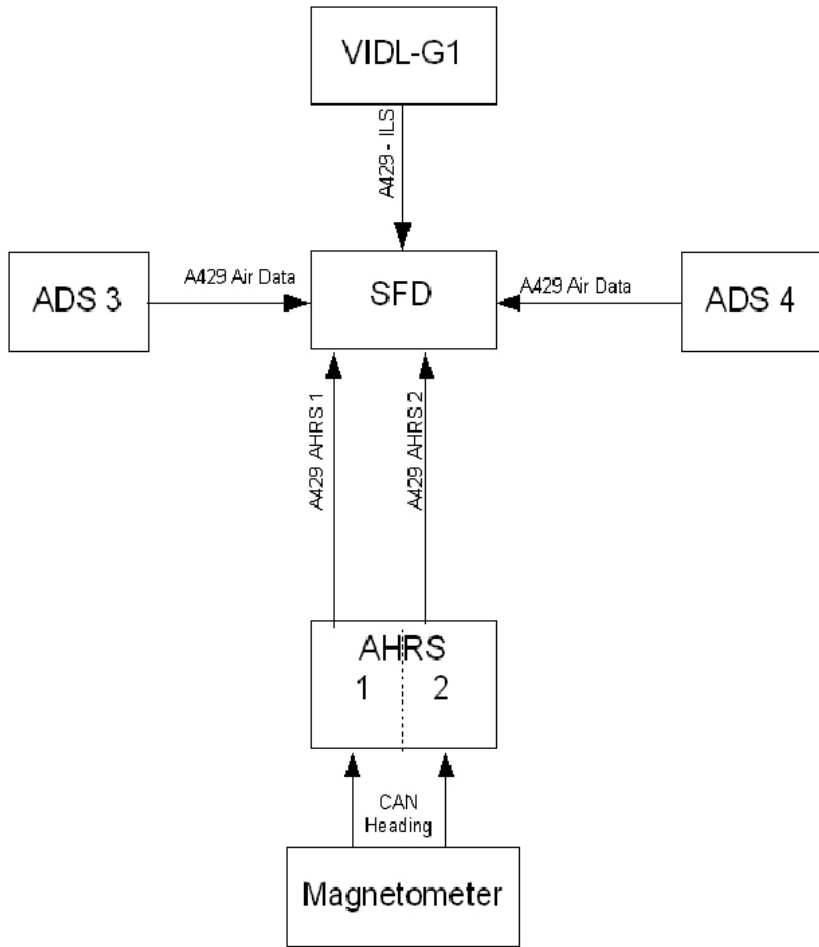 VIDL-G1
A429 - ILS
ADS 3
A429 Air Data
SFD
A429 Air Data
ADS 4
A429 AHRS 1
A429 AHRS 2
AHRS
1 2
CAN
Heading
Magnetometer